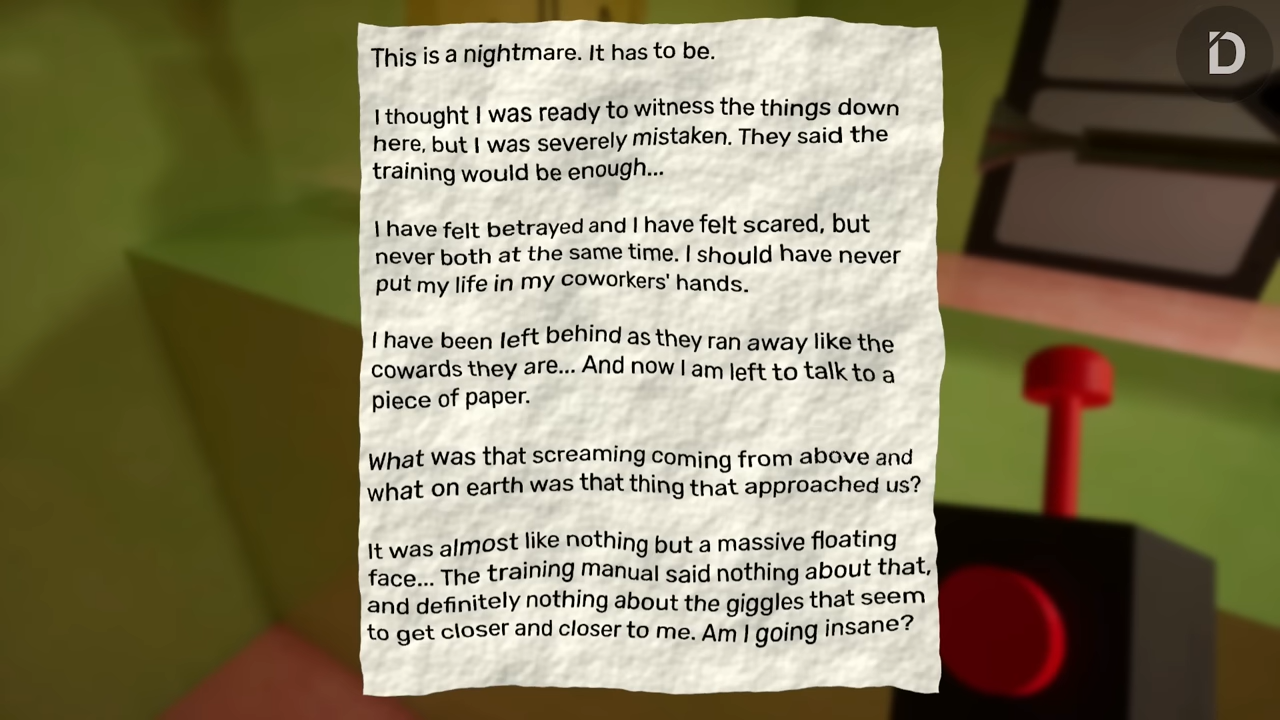 This is a nightmare. It has to be.
I thought I was ready to witness the things down
here, but I was severely mistaken. They said the
training would be enough...
I have felt betrayed and I have felt scared, but
never both at the same time. I should have never
put my life in my coworkers' hands.
I have been left behind as they ran away like the
cowards they are... And now I am left to talk to a
piece of paper.
What was that screaming coming from above and
what on earth was that thing that approached us?
It was almost like nothing but a massive floating
face... The training manual said nothing about that,
and definitely nothing about the giggles that seem
to get closer and closer to me. Am I going insane?
D